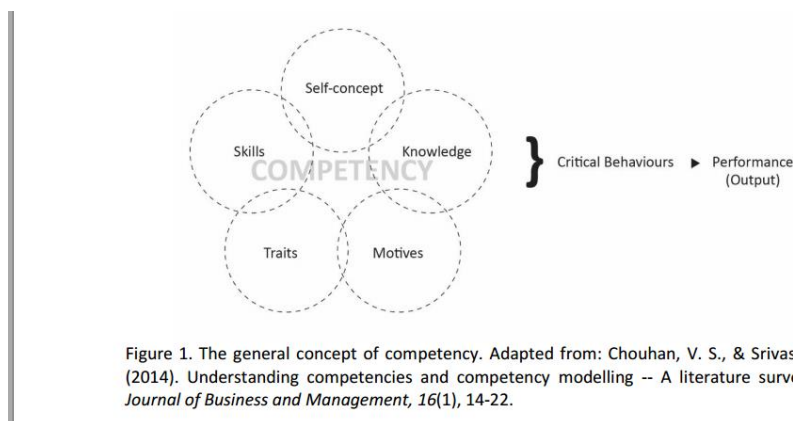 Self-concept
Skills
Knowledge
COMPETENCY
} Critical Behaviours ▶ Performance
(Output)
Traits
Motives
Figure 1. The general concept of competency. Adapted from: Chouhan, V. S., & Srivas
(2014). Understanding competencies and competency modelling -- A literature surve
Journal of Business and Management, 16(1), 14-22.